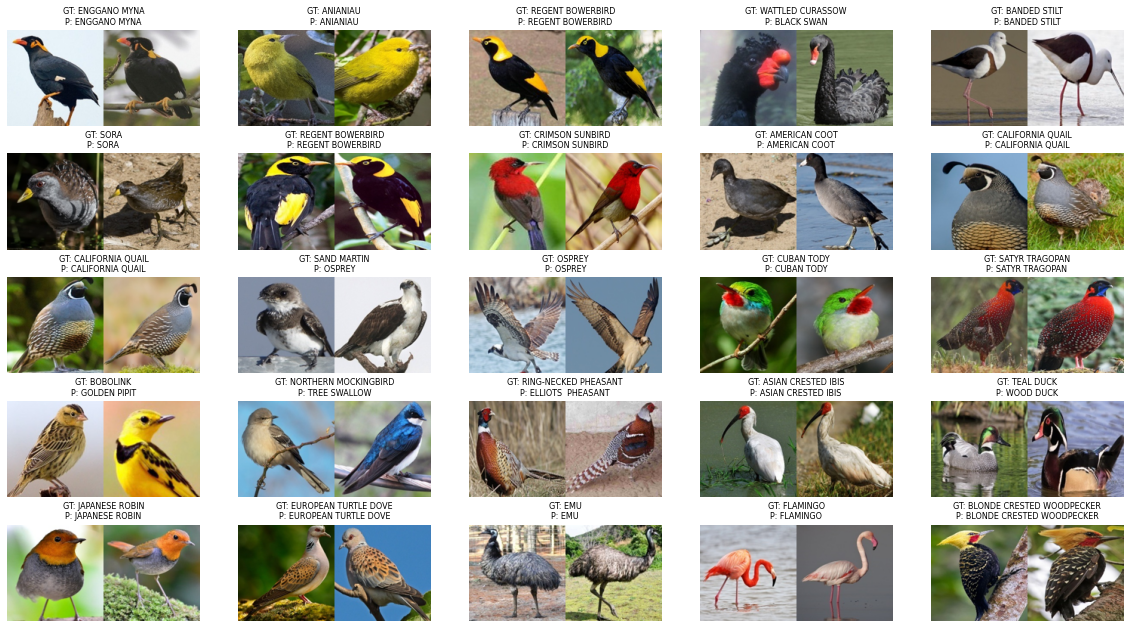 GT: ENGGANO MYNA
P: ENGGANO MYNA
GT: ANIANIAU
P: ANIANIAU
GT: REGENT BOWERBIRD
P: REGENT BOWERBIRD
GT: WATTLED CURASSOW
P: BLACK SWAN
GT: BANDED STILT
P: BANDED STILT
GT: SORA
P: SORA
GT: REGENT BOWERBIRD
P: REGENT BOWERBIRD
GT: CRIMSON SUNBIRD
P: CRIMSON SUNBIRD
GT: AMERICAN COOT
P: AMERICAN COOT
GT: CALIFORNIA QUAIL
P: CALIFORNIA QUAIL
GT: CALIFORNIA QUAIL
P: CALIFORNIA QUAIL
GT: SAND MARTIN
P: OSPREY
GT: OSPREY
P: OSPREY
GT: CUBAN TODY
P: CUBAN TODY
GT: SATYR TRAGOPAN
P: SATYR TRAGOPAN
GT: BOBOLINK
P: GOLDEN PIPIT
GT: NORTHERN MOCKINGBIRD
P: TREE SWALLOW
GT: RING-NECKED PHEASANT
P: ELLIOTS  PHEASANT
GT: ASIAN CRESTED IBIS
P: ASIAN CRESTED IBIS
GT: TEAL DUCK
P: WOOD DUCK
GT: JAPANESE ROBIN
P: JAPANESE ROBIN
GT: EUROPEAN TURTLE DOVE
P: EUROPEAN TURTLE DOVE
GT: EMU
P: EMU
GT: FLAMINGO
P: FLAMINGO
GT: BLONDE CRESTED WOODPECKER
P: BLONDE CRESTED WOODPECKER